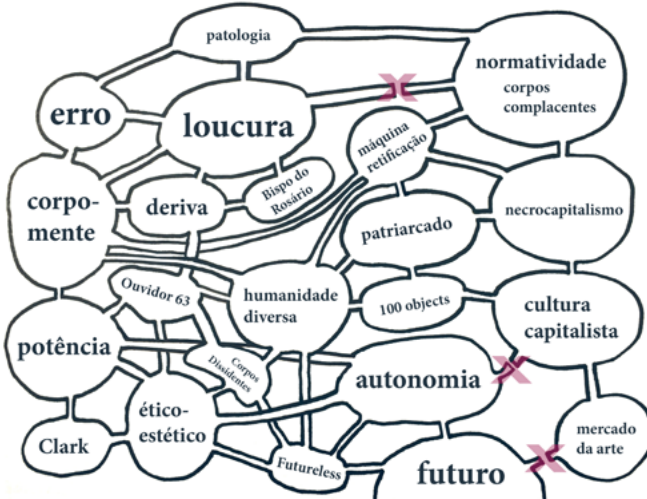 patologia
normatividade
corpos
complacentes
erro
loucura
máquina
retificação
Bispo do
Rosário
corpo-
mente
deriva
necrocapitalismo
patriarcado
Ouvidor 63
humanidade
diversa
100 objects
cultura
capitalista
potência
Corpos
Dissidentes
autonomia
ético-
estético
mercado
da arte
Clark
Futureless
futuro